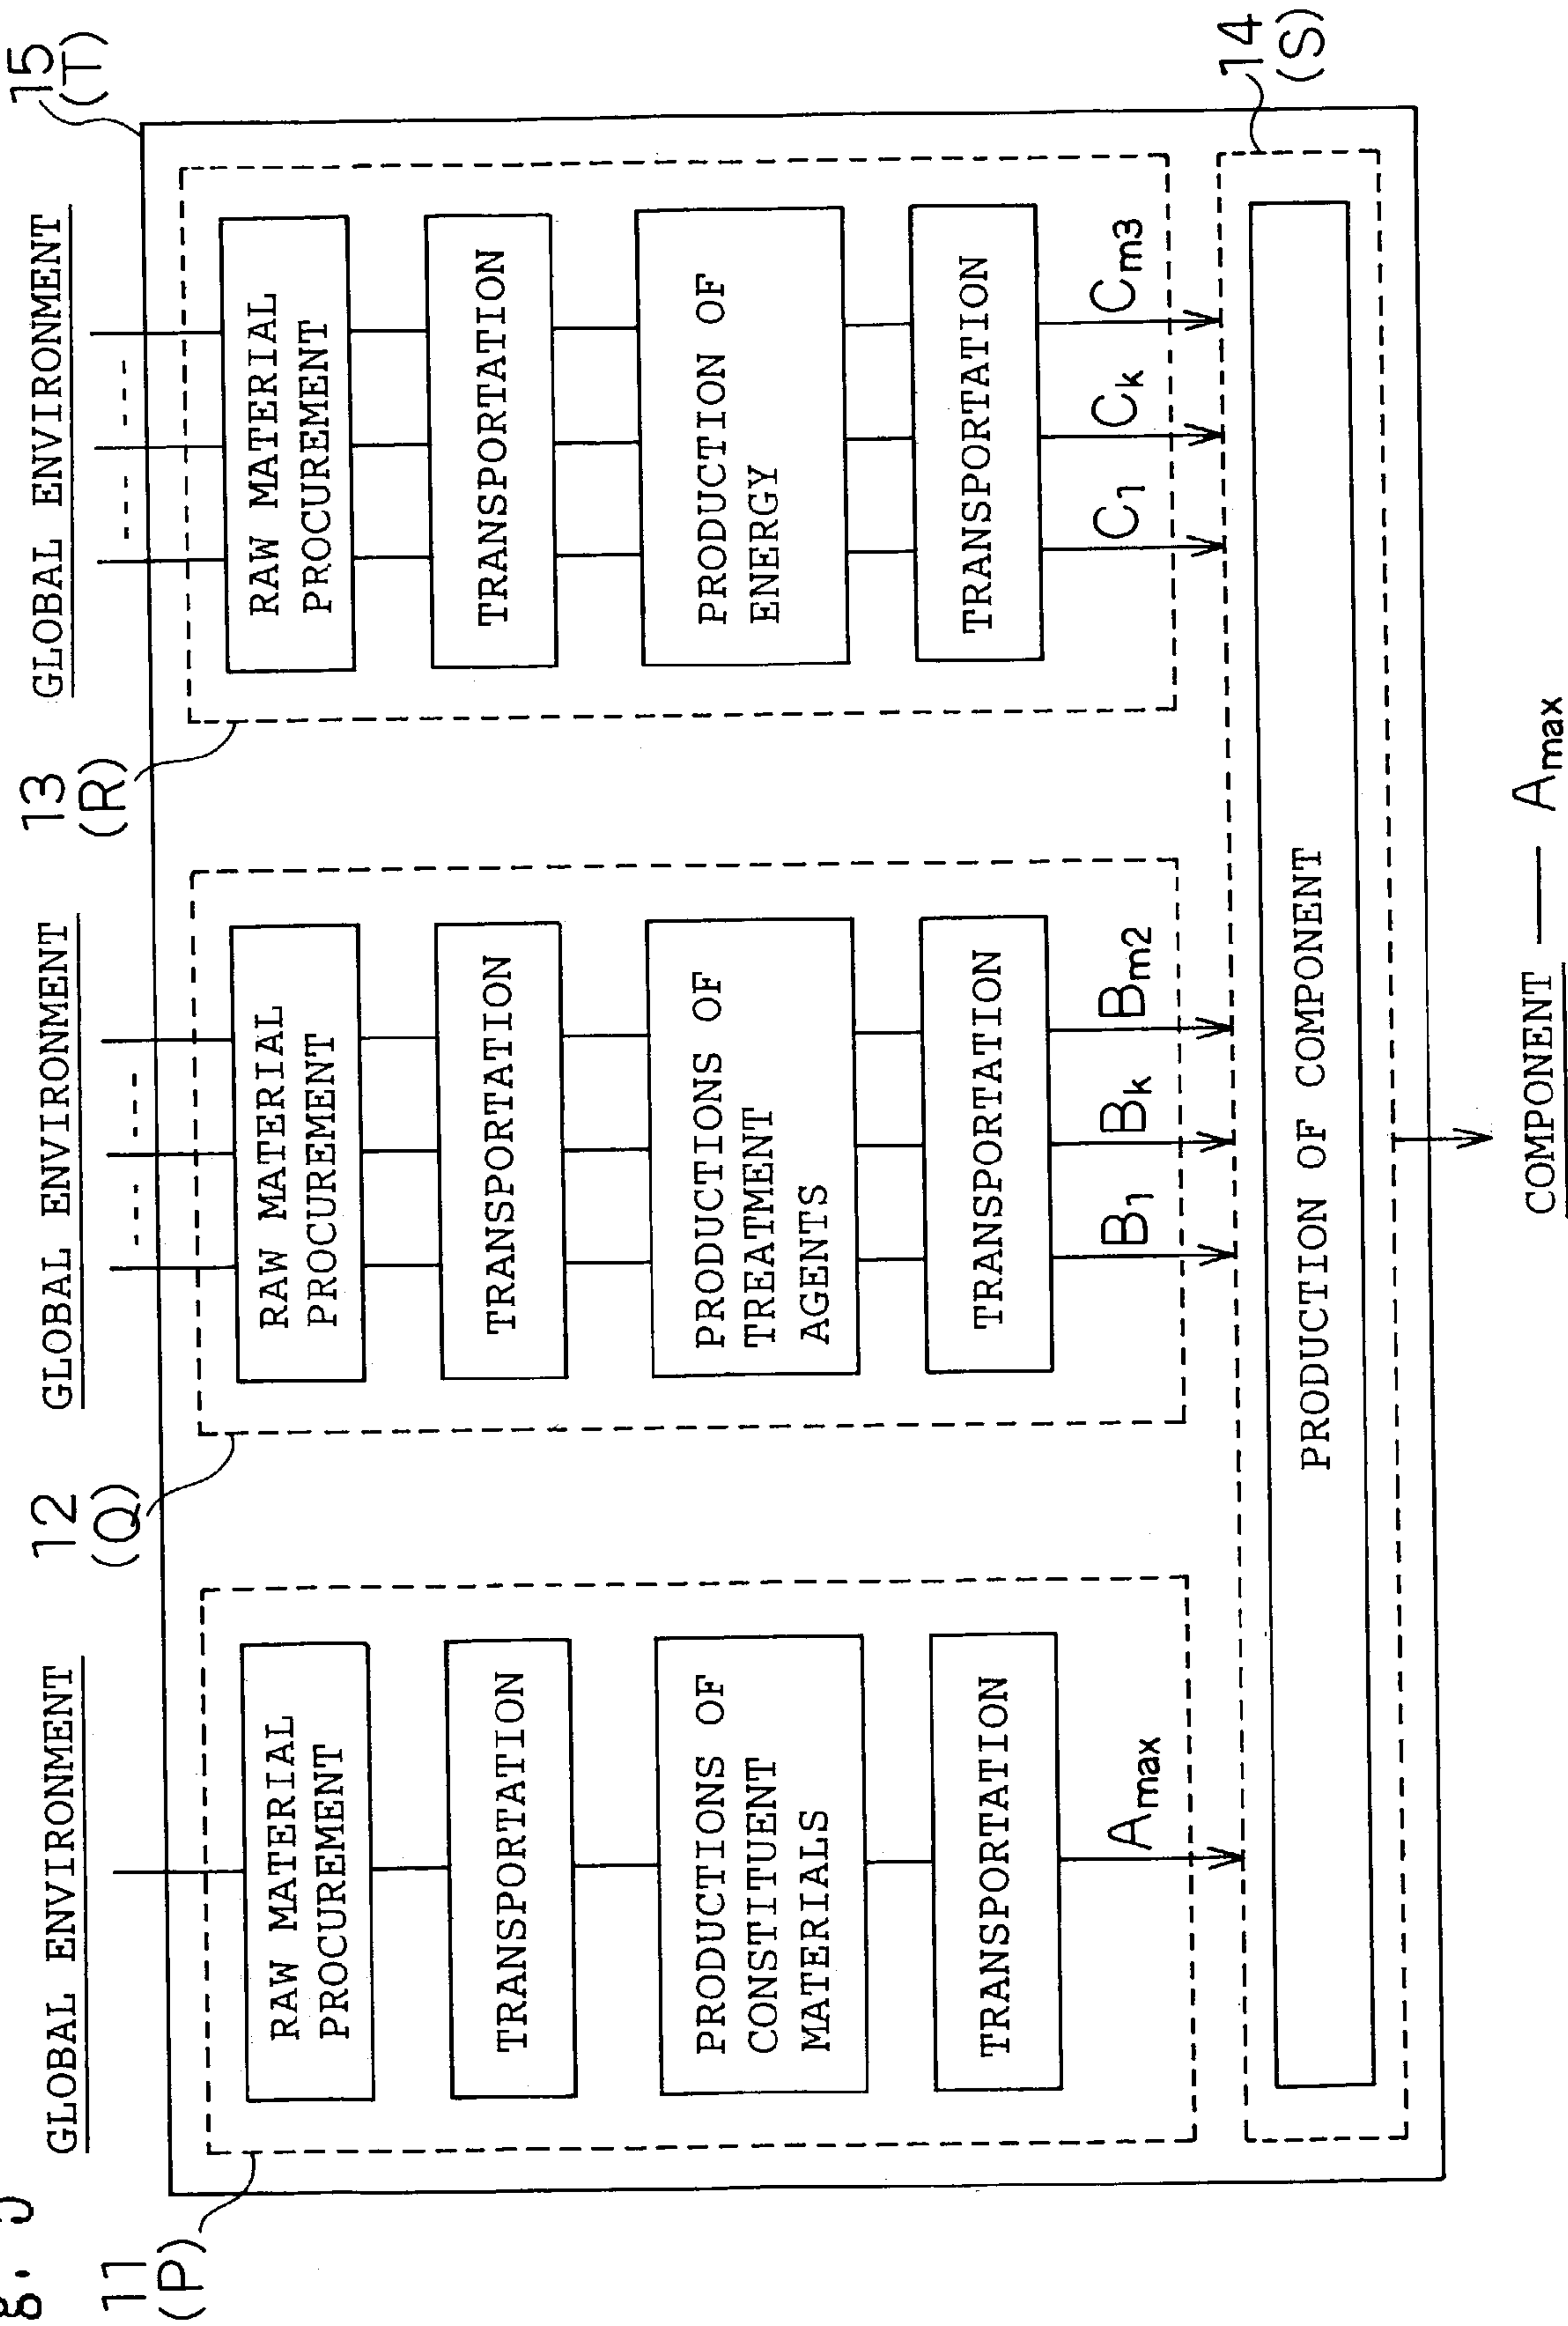 11
(P)
GLOBAL ENVIRONMENT
RAW MATERIAL
PROCUREMENT
TRANSPORTATION
PRODUCTIONS OF
CONSTITUENT
MATERIALS
TRANSPORTATION
Amax
12
(Q)
GLOBAL ENVIRONMENT
RAW MATERIAL
PROCUREMENT
TRANSPORTATION
PRODUCTIONS OF
TREATMENT
AGENTS
TRANSPORTATION
B1 Bk Bm2
13
(R)
GLOBAL ENVIRONMENT
RAW MATERIAL
PROCUREMENT
TRANSPORTATION
PRODUCTION OF
ENERGY
TRANSPORTATION
C1 Ck Cm3
15
(T)
14
(S)
PRODUCTION OF COMPONENT
COMPONENT — Amax